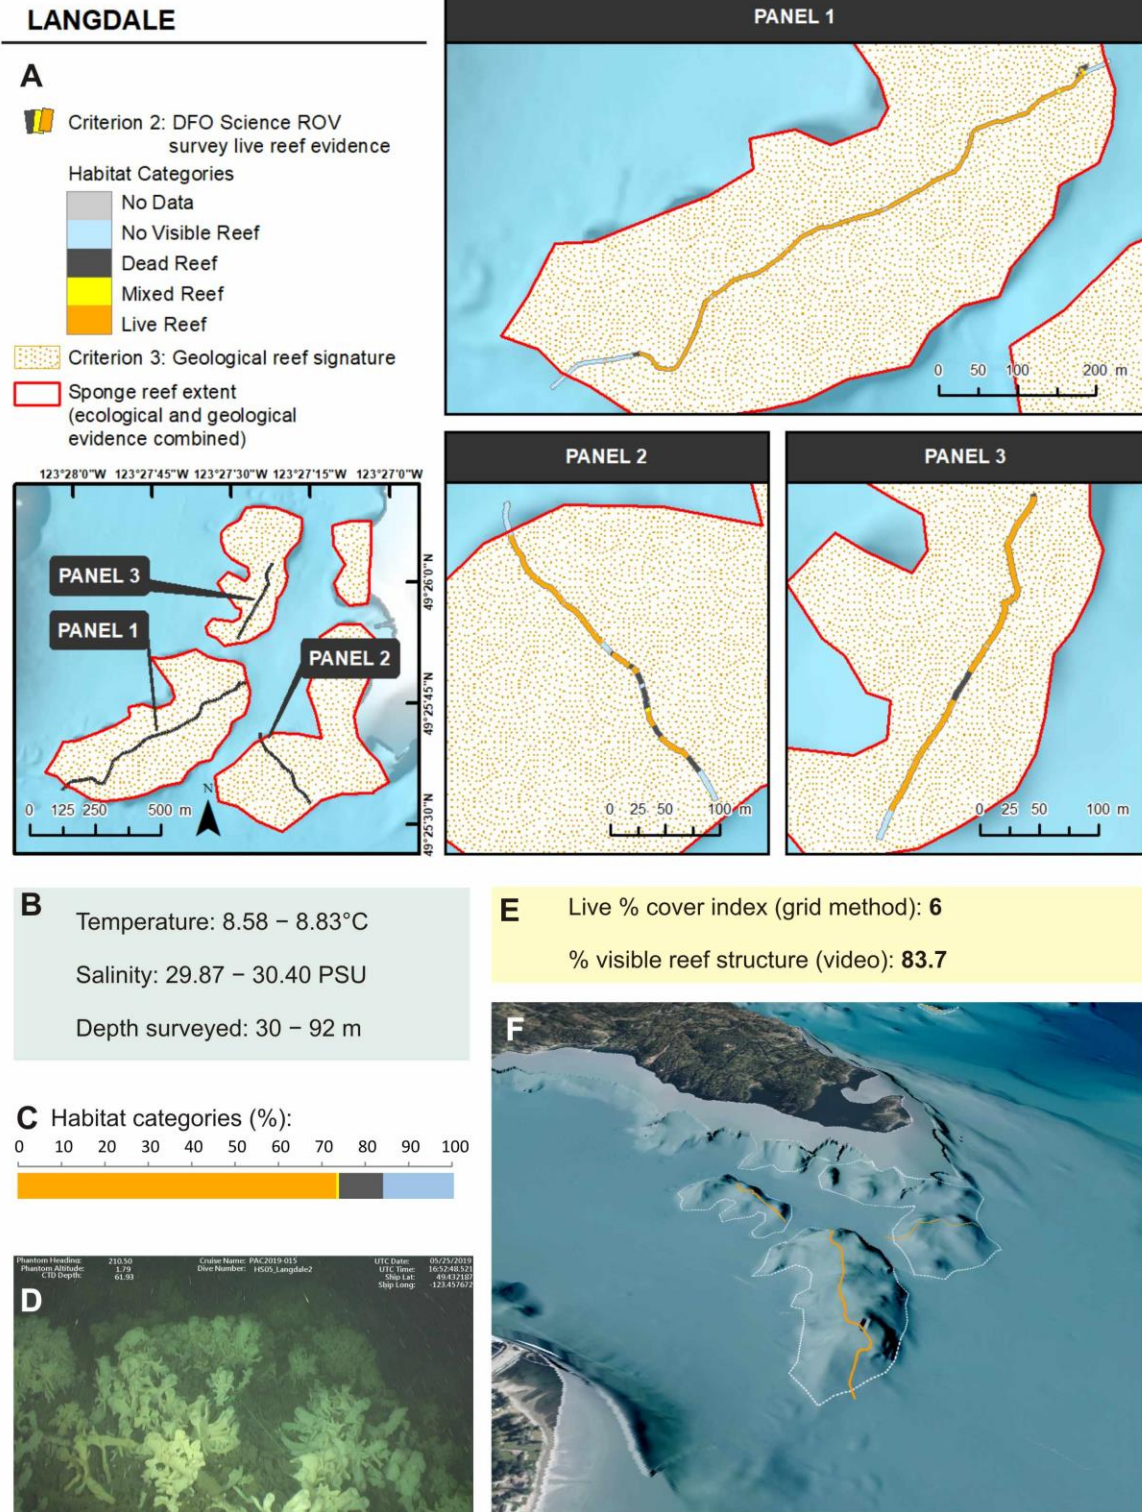 LANGDALE
A
Criterion 2: DFO Science ROV
survey live reef evidence
Habitat Categories
No Data
No Visible Reef
Dead Reef
Mixed Reef
Live Reef
Criterion 3: Geological reef signature
Sponge reef extent
(ecological and geological
evidence combined)
PANEL 1
0 50 100 200 m
123°28'0"W 123°27'45"W 123°27'30"W 123°27'15"W 123°27'0"W
49°26'0"N
49°25'45"N
49°25'30"N
PANEL 3
PANEL 1
PANEL 2
N
0 125 250 500 m
PANEL 2
0 25 50 100 m
PANEL 3
0 25 50 100 m
B
Temperature: 8.58 – 8.83°C
Salinity: 29.87 – 30.40 PSU
Depth surveyed: 30 – 92 m
E
Live % cover index (grid method): 6
% visible reef structure (video): 83.7
C Habitat categories (%):
0 10 20 30 40 50 60 70 80 90 100
Phantom Heading: 210.50 Cruise Name: PAC2019-015 UTC Date: 05/25/2019
Phantom Altitude: 1.79 Dive Number: HS05_Langdale2 UTC Time: 16:52:48.521
CTD Depth: 61.93 Ship Lat: 49.432187
Ship Long: -123.457672
D
F